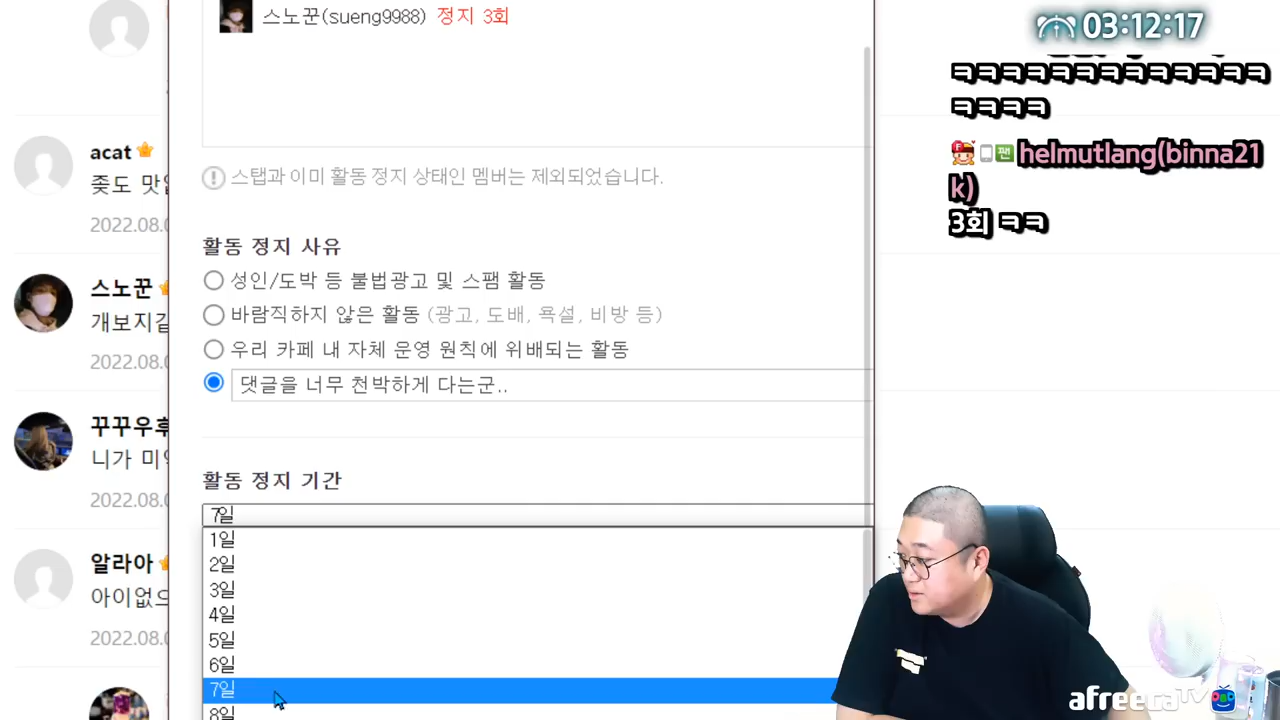 스노꾼(sueng9988) 정지 3회
03:12:17
ㅋㅋㅋㅋㅋㅋㅋㅋㅋㅋㅋㅋㅋ
ㅋㅋㅋㅋ
helmutlang(binna21
k)
3회 ㅋㅋ
acat
좆도 맛
2022.08.0
스탭과 이미 활동 정지 상태인 멤버는 제외되었습니다.
활동 정지 사유
성인/도박 등 불법광고 및 스팸 활동
바람직하지 않은 활동 (광고, 도배, 욕설, 비방 등)
우리 카페 내 자체 운영 원칙에 위배되는 활동
댓글을 너무 천박하게 다는군..
스노꾼
개보지같
2022.08.0
꾸꾸우후
니가 미
2022.08.0
알라아
아이없으
2022.08.0
활동 정지 기간
7일
1일
2일
3일
4일
5일
6일
7일
8일
afreecaTV